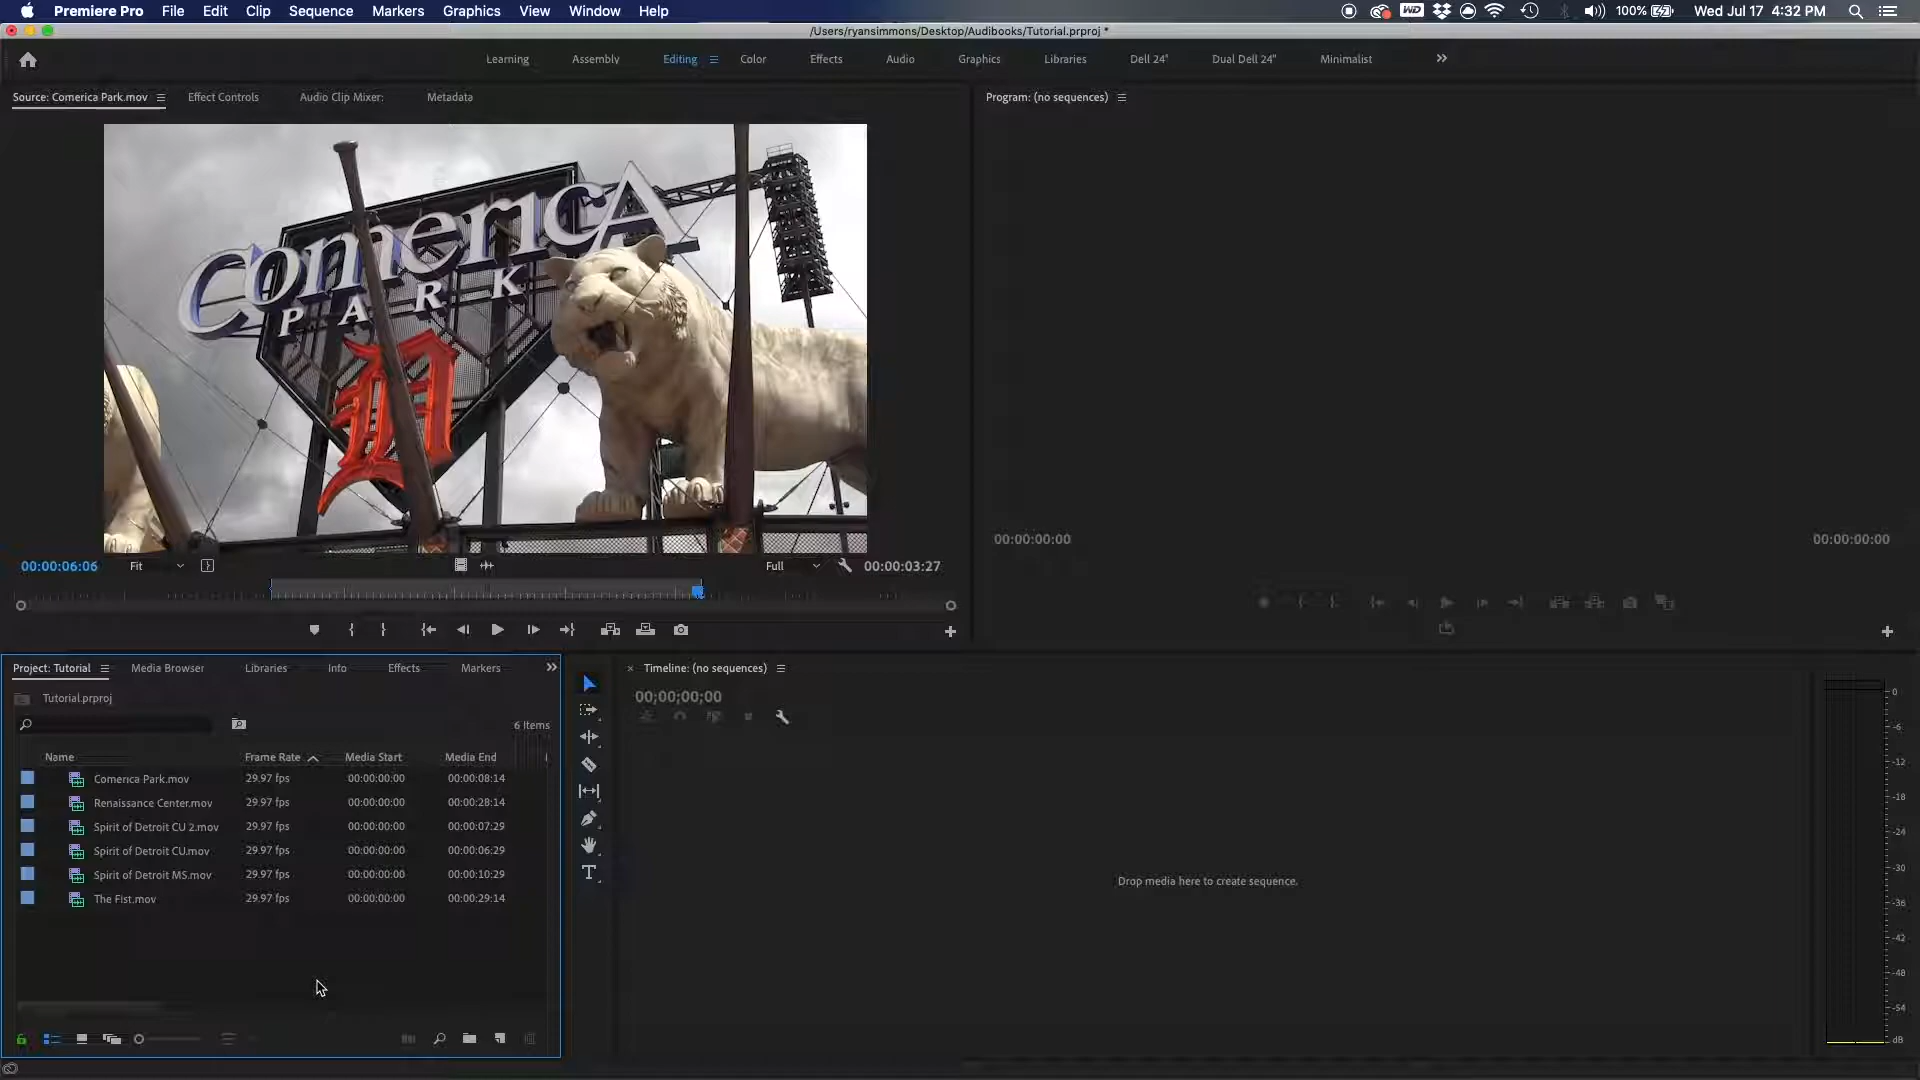 Premiere Pro File Edit Clip Sequence Markers Graphics View Window Help WD 100% Wed Jul 17 4:32 PM
/Users/ryansimmons/Desktop/Audibooks/Tutorial.prproj *
Learning Assembly Editing Color Effects Audio Graphics Libraries Dell 24" Dual Dell 24" Minimalist
Source: Comerica Park.mov Effect Controls Audio Clip Mixer: Metadata
Program: (no sequences)
ComericA
PARK
D
00:00:00:00 00:00:00:00
00:00:06:06 Fit Full 00:00:03:27
Project: Tutorial Media Browser Libraries Info Effects Markers
Timeline: (no sequences)
Tutorial.prproj
00;00;00;00
6 Items
Name Frame Rate Media Start Media End
Comerica Park.mov 29.97 fps 00:00:00:00 00:00:08:14
Renaissance Center.mov 29.97 fps 00:00:00:00 00:00:28:14
Spirit of Detroit CU 2.mov 29.97 fps 00:00:00:00 00:00:07:29
Spirit of Detroit CU.mov 29.97 fps 00:00:00:00 00:00:06:29
Spirit of Detroit MS.mov 29.97 fps 00:00:00:00 00:00:10:29
The Fist.mov 29.97 fps 00:00:00:00 00:00:29:14
Drop media here to create sequence.
0
-6
-12
-18
-24
-30
-36
-42
-48
-54
dB